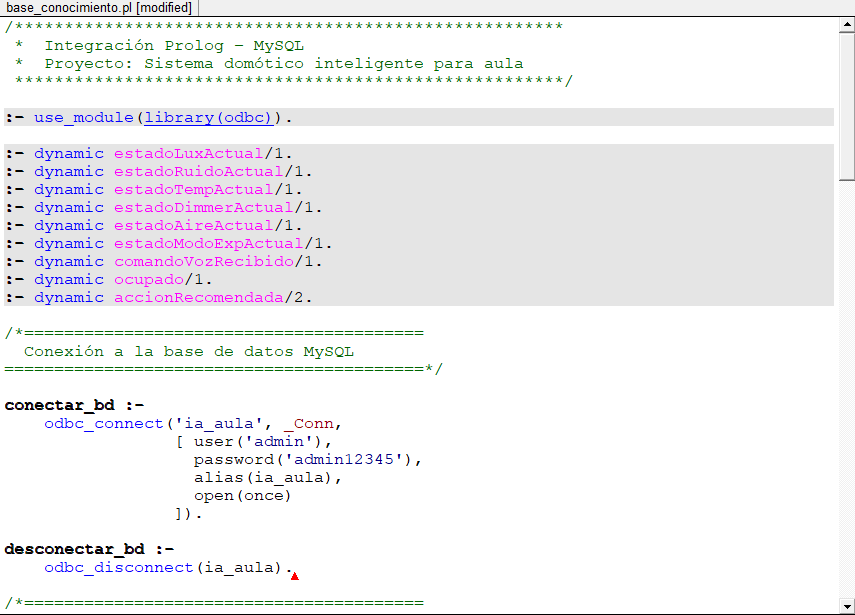 base_conocimiento.pl [modified]
/*******************************************************
 *  Integración Prolog – MySQL
 *  Proyecto: Sistema domótico inteligente para aula
 *******************************************************/
:- use_module(library(odbc)).
:- dynamic estadoLuxActual/1.
:- dynamic estadoRuidoActual/1.
:- dynamic estadoTempActual/1.
:- dynamic estadoDimmerActual/1.
:- dynamic estadoAireActual/1.
:- dynamic estadoModoExpActual/1.
:- dynamic comandoVozRecibido/1.
:- dynamic ocupado/1.
:- dynamic accionRecomendada/2.
/*========================================
  Conexión a la base de datos MySQL
==========================================*/
conectar_bd :-
    odbc_connect('ia_aula', _Conn,
                 [ user('admin'),
                   password('admin12345'),
                   alias(ia_aula),
                   open(once)
                 ]).
desconectar_bd :-
    odbc_disconnect(ia_aula).
/*========================================